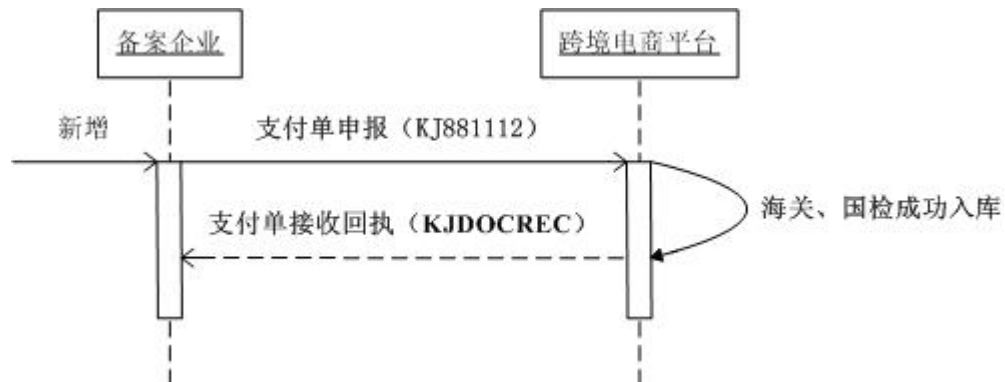 备案企业
跨境电商平台
新增
支付单申报（KJ881112）
支付单接收回执（KJDOCREC）
海关、国检成功入库